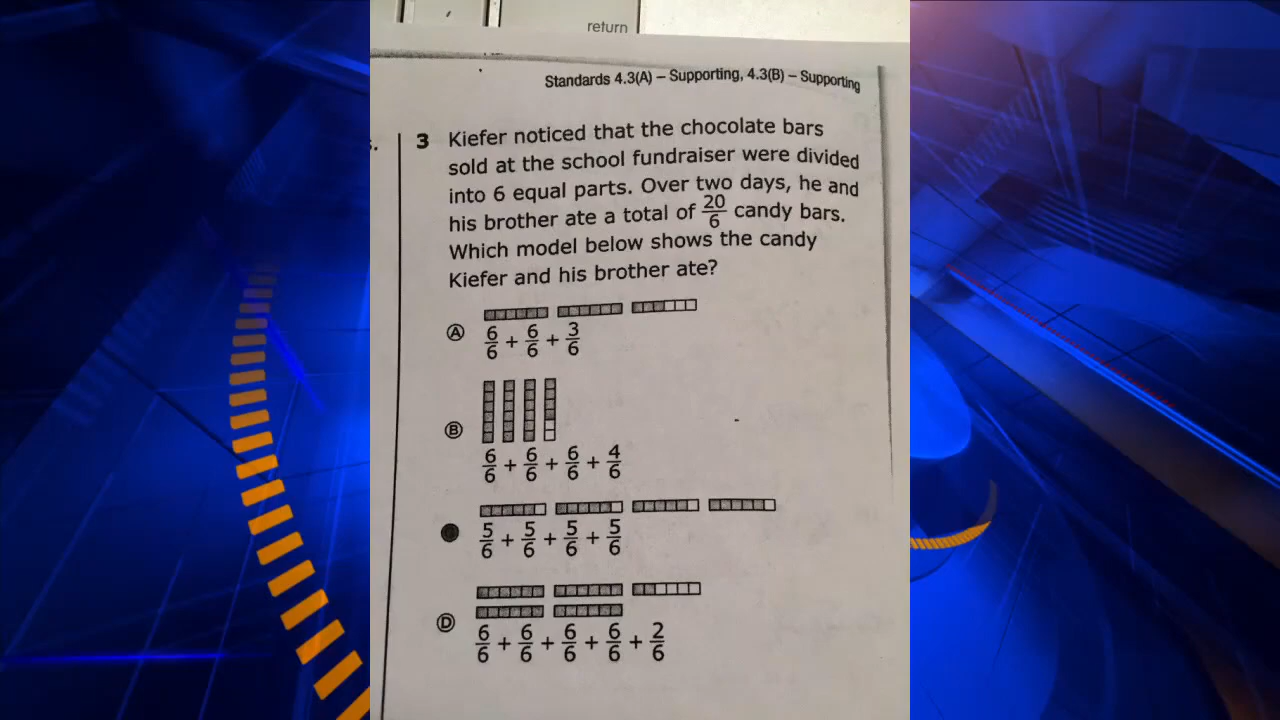 return
Standards 4.3(A) – Supporting, 4.3(B) – Supporting
3 Kiefer noticed that the chocolate bars
sold at the school fundraiser were divided
into 6 equal parts. Over two days, he and
his brother ate a total of 20/6 candy bars.
Which model below shows the candy
Kiefer and his brother ate?
A 6/6 + 6/6 + 3/6
B 6/6 + 6/6 + 6/6 + 4/6
5/6 + 5/6 + 5/6 + 5/6
D 6/6 + 6/6 + 6/6 + 6/6 + 2/6